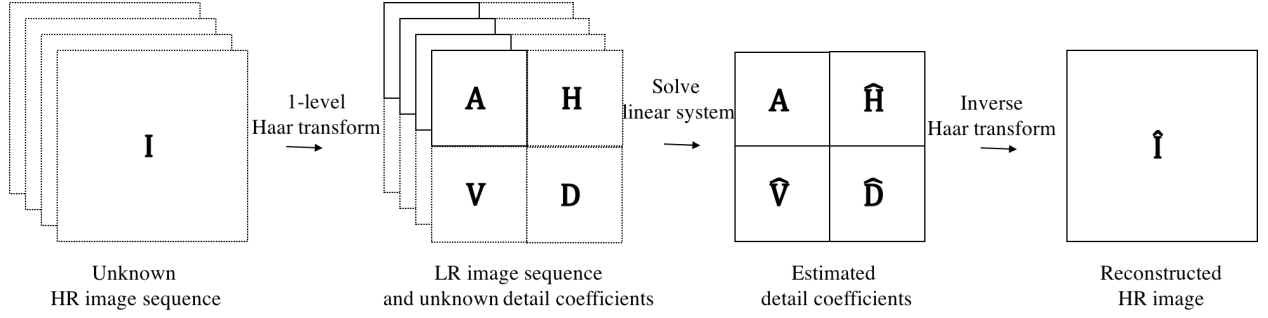 I
Unknown
HR image sequence
1-level
Haar transform
A H
V D
LR image sequence
and unknown detail coefficients
Solve
linear system
A Ĥ
V̂ D̂
Estimated
detail coefficients
Inverse
Haar transform
Î
Reconstructed
HR image